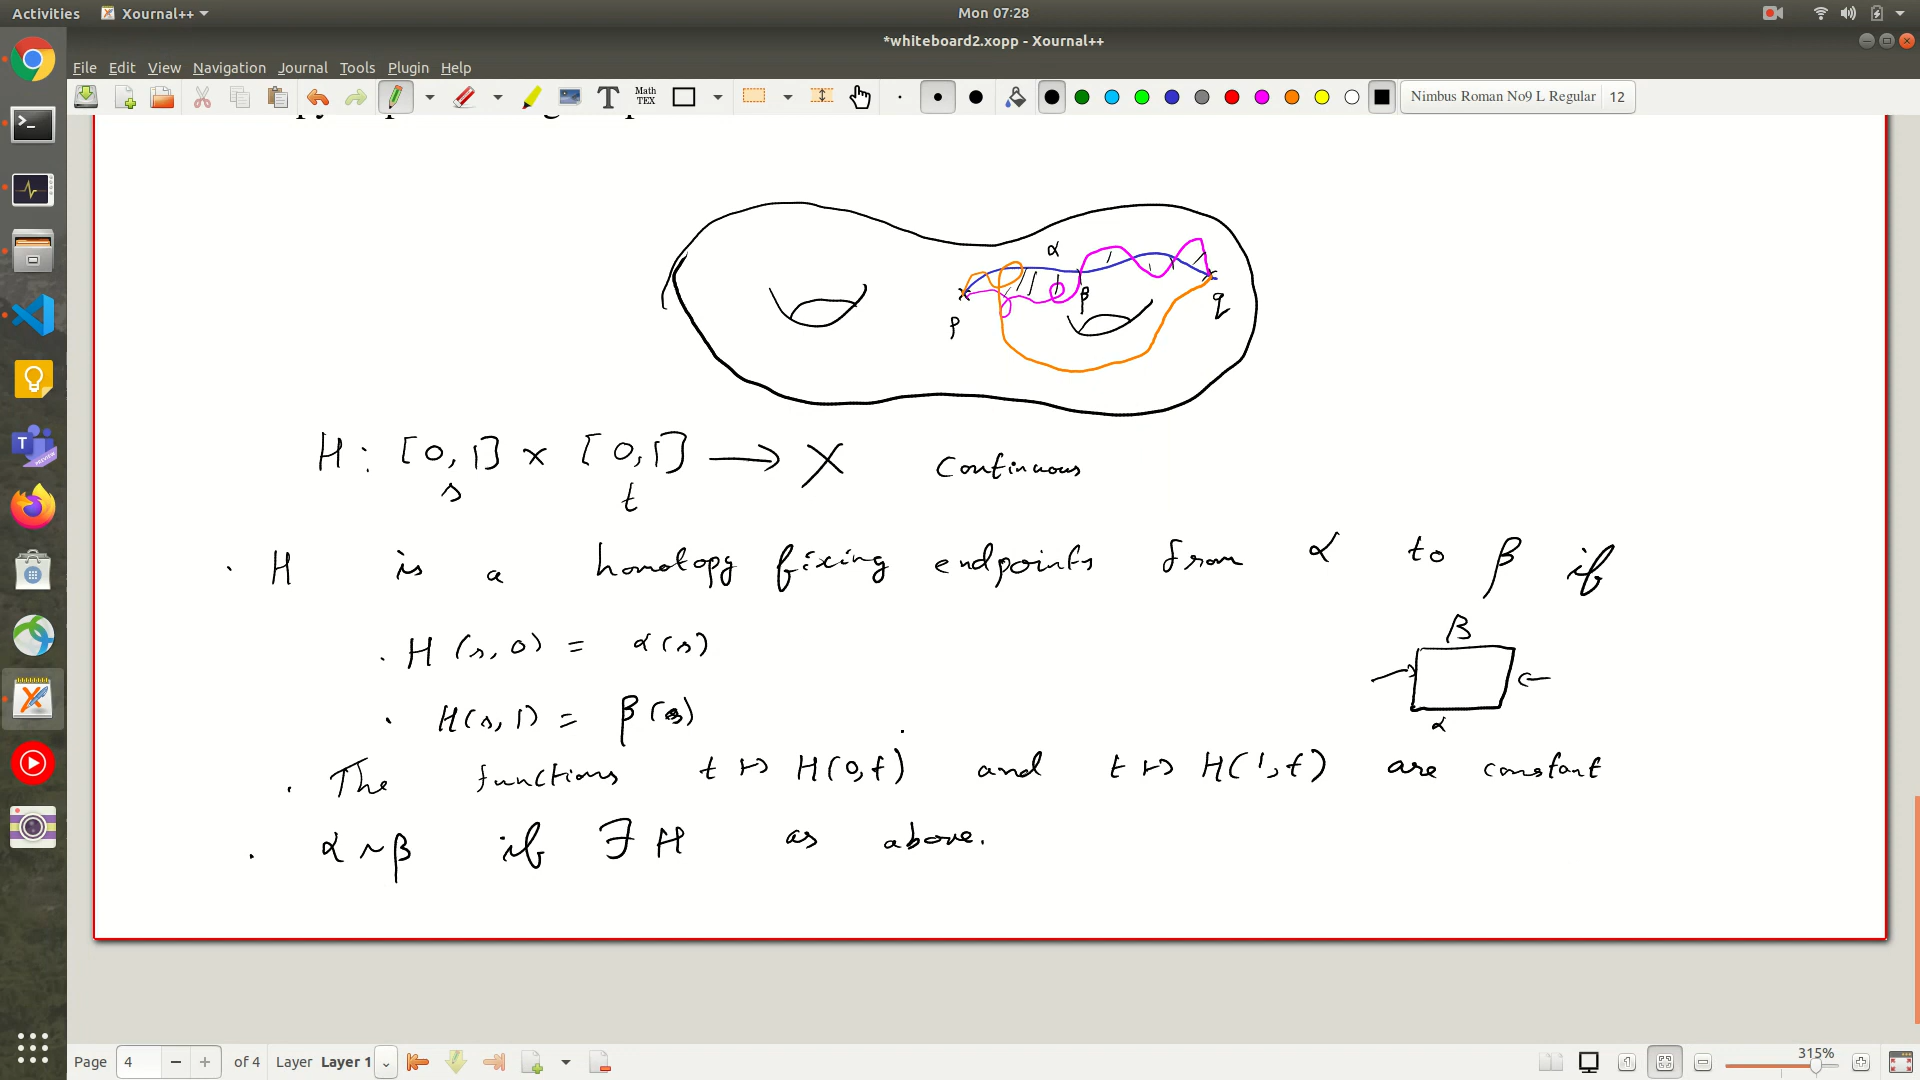 Activities Xournal++ Mon 07:28
*whiteboard2.xopp - Xournal++
File Edit View Navigation Journal Tools Plugin Help
Math TEX Nimbus Roman No9 L Regular 12
α
β
p
q
H : [0,1] × [0,1] ⟶ X continuous
s t
· H is a homotopy fixing endpoints from α to β if
· H(s,0) = α(s)
β
· H(s,1) = β(s)
α
· The functions t ↦ H(0,t) and t ↦ H(1,t) are constant
· α ~ β if ∃ H as above.
Page 4 of 4 Layer Layer 1 315%